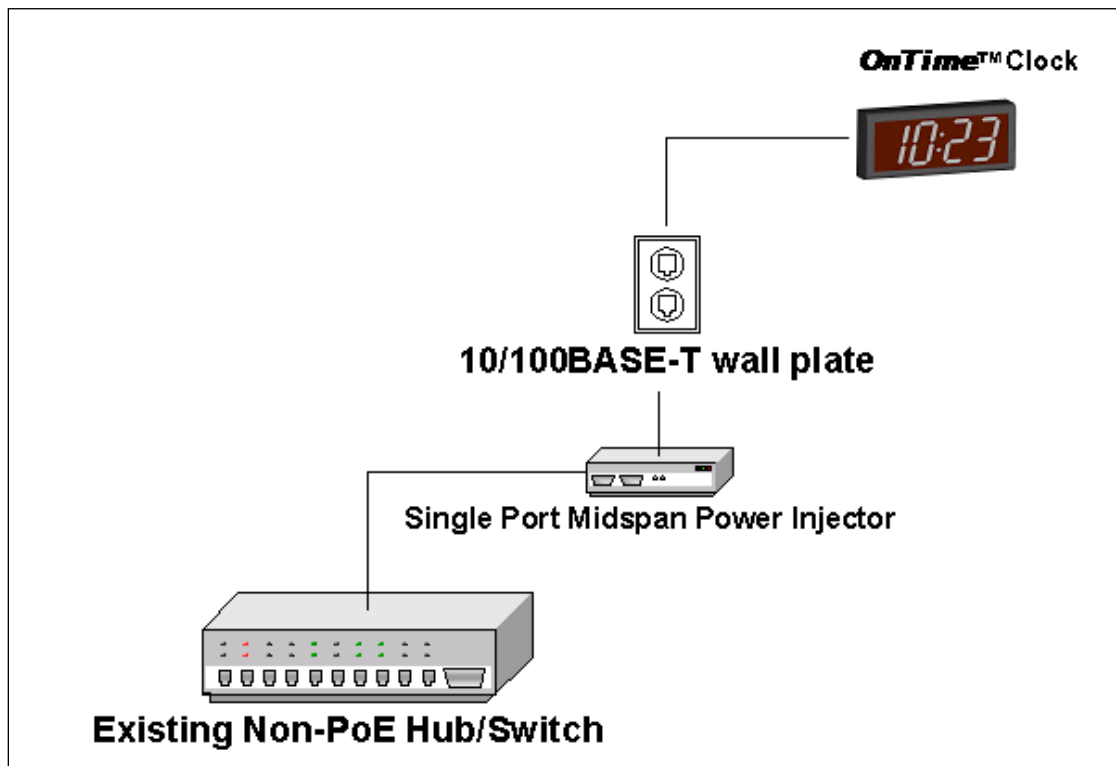 OnTime™ Clock
10:23
10/100BASE-T wall plate
Single Port Midspan Power Injector
Existing Non-PoE Hub/Switch